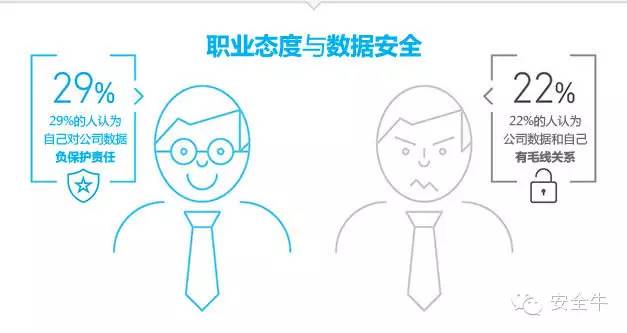 职业态度与数据安全
29%
29%的人认为
自己对公司数据
负保护责任
22%
22%的人认为
公司数据和自己
有毛线关系
安全牛